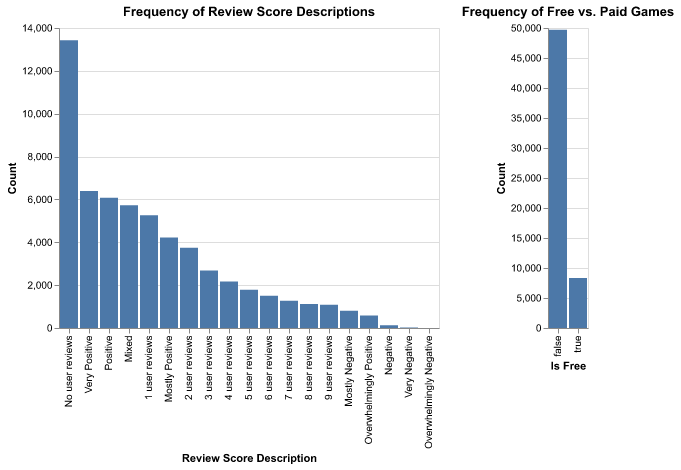 Frequency of Review Score Descriptions
14,000
12,000
10,000
8,000
6,000
4,000
2,000
0
Count
No user reviews
Very Positive
Positive
Mixed
1 user reviews
Mostly Positive
2 user reviews
3 user reviews
4 user reviews
5 user reviews
6 user reviews
7 user reviews
8 user reviews
9 user reviews
Mostly Negative
Overwhelmingly Positive
Negative
Very Negative
Overwhelmingly Negative
Review Score Description
Frequency of Free vs. Paid Games
50,000
45,000
40,000
35,000
30,000
25,000
20,000
15,000
10,000
5,000
0
Count
false
true
Is Free